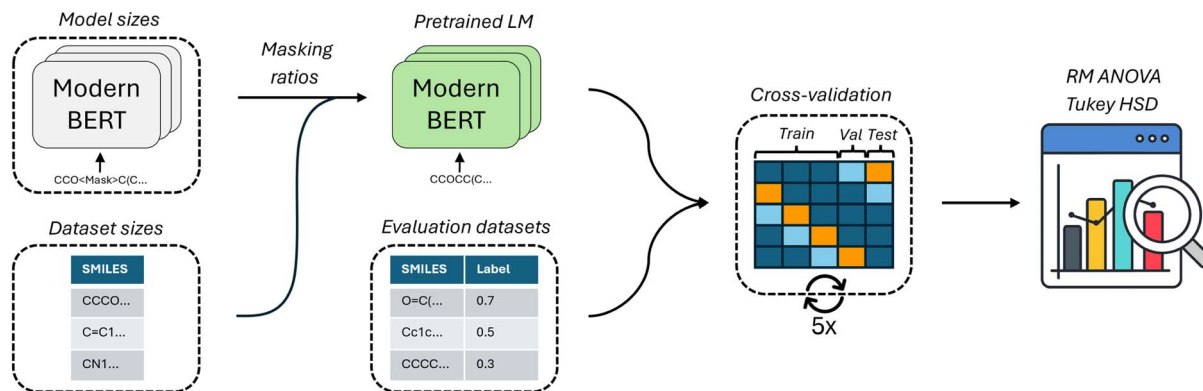 Model sizes
Modern
BERT
CCO<Mask>C(C...
Masking
ratios
Dataset sizes
SMILES
CCCO...
C=C1...
CN1...
Pretrained LM
Modern
BERT
CCOCC(C...
Evaluation datasets
SMILES Label
O=C(... 0.7
Cc1c... 0.5
CCCC... 0.3
Cross-validation
Train Val Test
5x
RM ANOVA
Tukey HSD